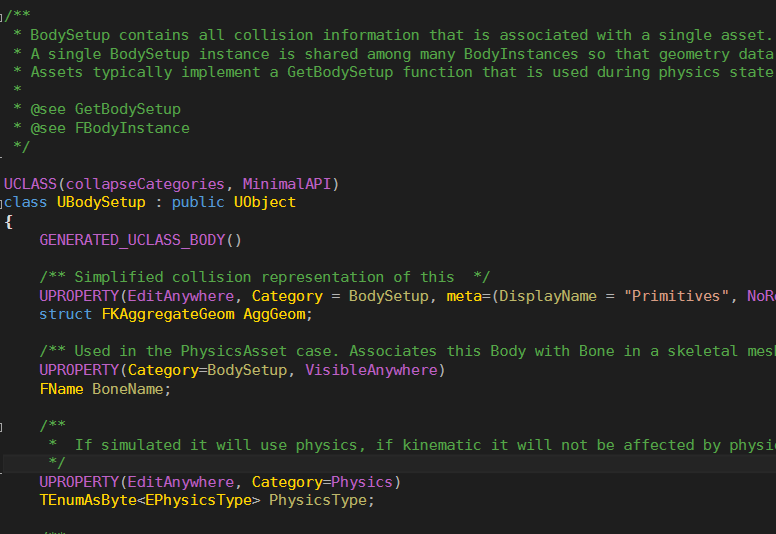 /**
 * BodySetup contains all collision information that is associated with a single asset.
 * A single BodySetup instance is shared among many BodyInstances so that geometry data
 * Assets typically implement a GetBodySetup function that is used during physics state
 *
 * @see GetBodySetup
 * @see FBodyInstance
 */
UCLASS(collapseCategories, MinimalAPI)
class UBodySetup : public UObject
{
GENERATED_UCLASS_BODY()
/** Simplified collision representation of this  */
UPROPERTY(EditAnywhere, Category = BodySetup, meta=(DisplayName = "Primitives", NoRe
struct FKAggregateGeom AggGeom;
/** Used in the PhysicsAsset case. Associates this Body with Bone in a skeletal mesh
UPROPERTY(Category=BodySetup, VisibleAnywhere)
FName BoneName;
/**
 *  If simulated it will use physics, if kinematic it will not be affected by physic
 */
UPROPERTY(EditAnywhere, Category=Physics)
TEnumAsByte<EPhysicsType> PhysicsType;